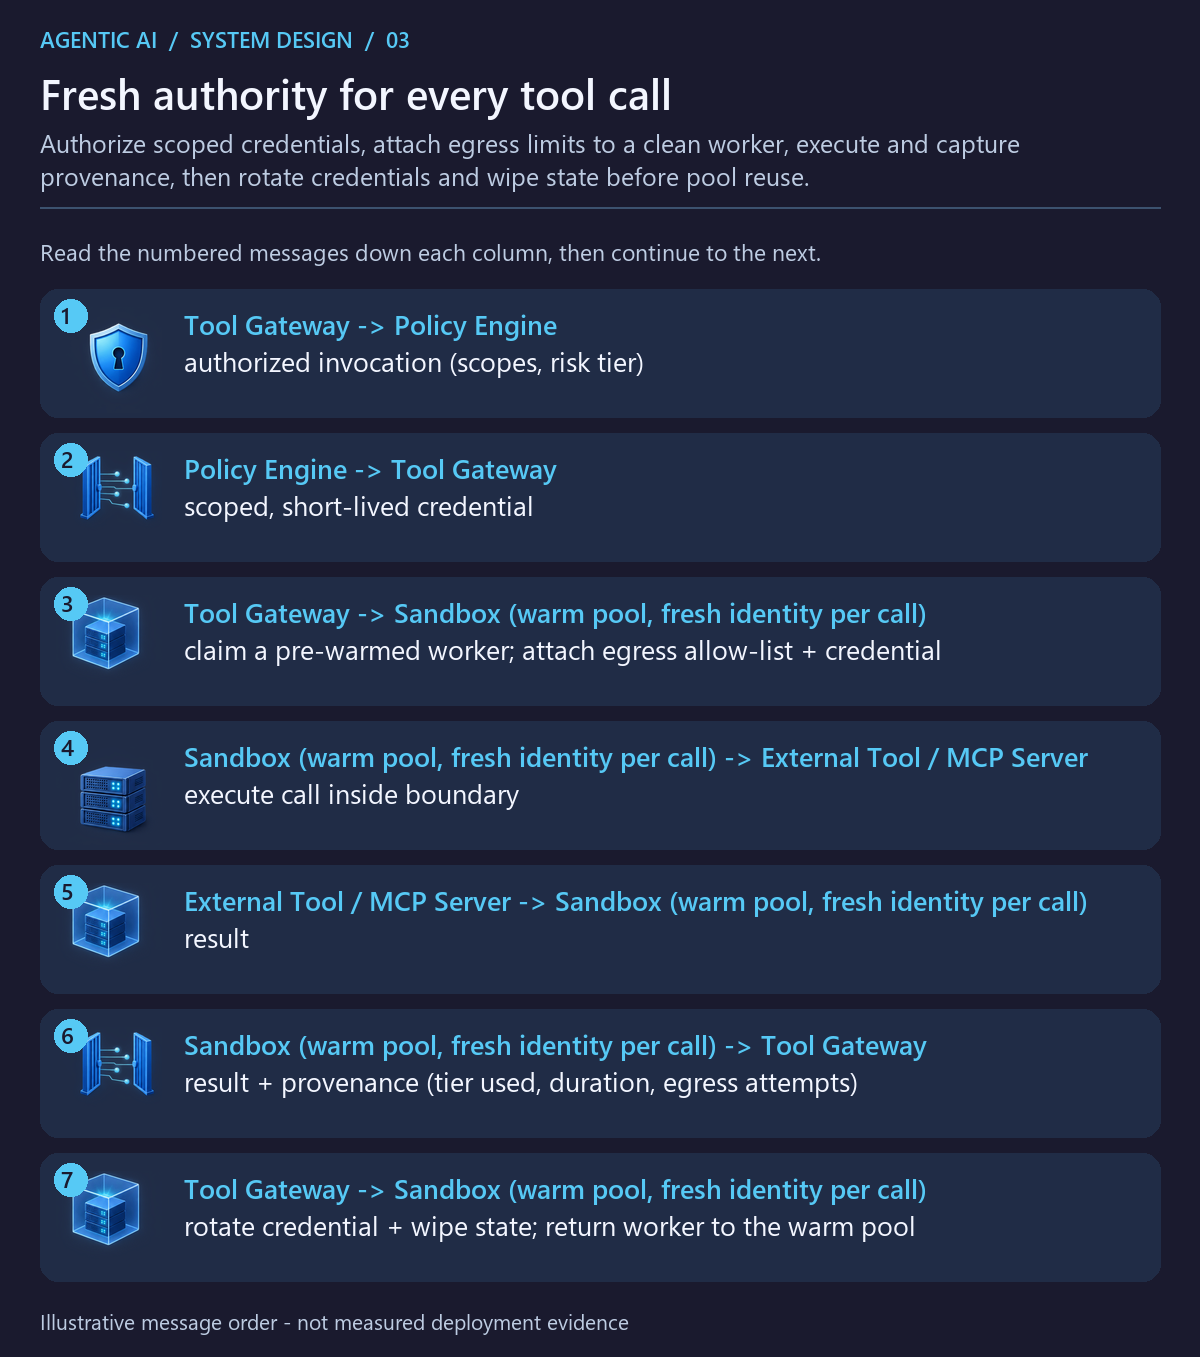 AGENTIC AI / SYSTEM DESIGN / 03
Fresh authority for every tool call
Authorize scoped credentials, attach egress limits to a clean worker, execute and capture
provenance, then rotate credentials and wipe state before pool reuse.
Read the numbered messages down each column, then continue to the next.
1
Tool Gateway -> Policy Engine
authorized invocation (scopes, risk tier)
2
Policy Engine -> Tool Gateway
scoped, short-lived credential
3
Tool Gateway -> Sandbox (warm pool, fresh identity per call)
claim a pre-warmed worker; attach egress allow-list + credential
4
Sandbox (warm pool, fresh identity per call) -> External Tool / MCP Server
execute call inside boundary
5
External Tool / MCP Server -> Sandbox (warm pool, fresh identity per call)
result
6
Sandbox (warm pool, fresh identity per call) -> Tool Gateway
result + provenance (tier used, duration, egress attempts)
7
Tool Gateway -> Sandbox (warm pool, fresh identity per call)
rotate credential + wipe state; return worker to the warm pool
Illustrative message order - not measured deployment evidence